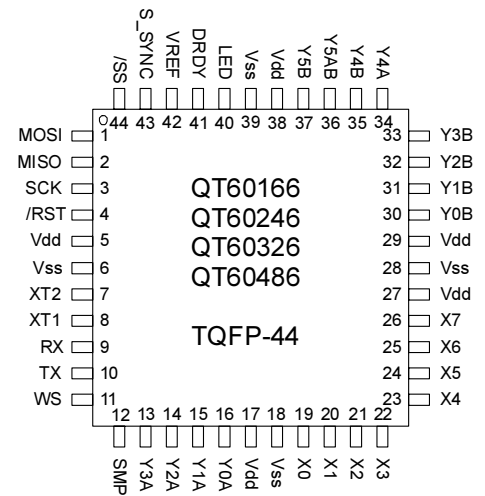 /SS S_SYNC VREF DRDY LED Vss Vdd Y5B Y5AB Y4B Y4A
44 43 42 41 40 39 38 37 36 35 34
MOSI 1 33 Y3B
MISO 2 32 Y2B
SCK 3 31 Y1B
/RST 4 30 Y0B
Vdd 5 29 Vdd
Vss 6 28 Vss
XT2 7 27 Vdd
XT1 8 26 X7
RX 9 25 X6
TX 10 24 X5
WS 11 23 X4
QT60166
QT60246
QT60326
QT60486
TQFP-44
12 13 14 15 16 17 18 19 20 21 22
SMP Y3A Y2A Y1A Y0A Vdd Vss X0 X1 X2 X3